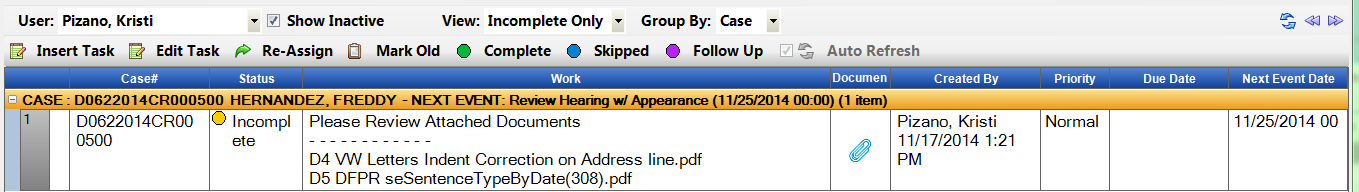 User: Pizano, Kristi Show Inactive View: Incomplete Only Group By: Case
Insert Task Edit Task Re-Assign Mark Old Complete Skipped Follow Up Auto Refresh
Case# Status Work Documen Created By Priority Due Date Next Event Date
CASE : D0622014CR000500 HERNANDEZ, FREDDY - NEXT EVENT: Review Hearing w/ Appearance (11/25/2014 00:00) (1 item)
1 D0622014CR00 Incompl Please Review Attached Documents Pizano, Kristi Normal 11/25/2014 00
0500 ete - - - - - - - - - - - - 11/17/2014 1:21
D4 VW Letters Indent Correction on Address line.pdf PM
D5 DFPR seSentenceTypeByDate(308).pdf